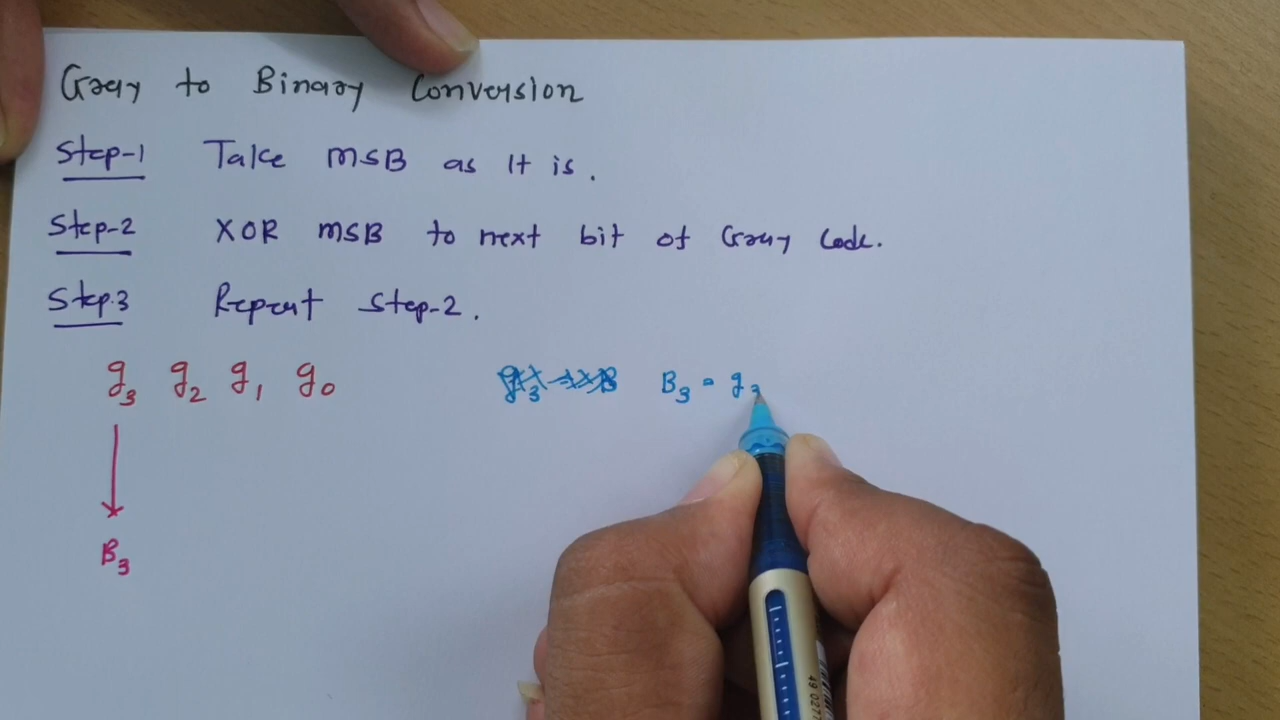 Gray to Binary Conversion
Step-1 Take MSB as It is.
Step-2 XOR MSB to next bit of Gray Code.
Step.3 Repeat Step-2.
g3 g2 g1 g0 B3 = g3
B3